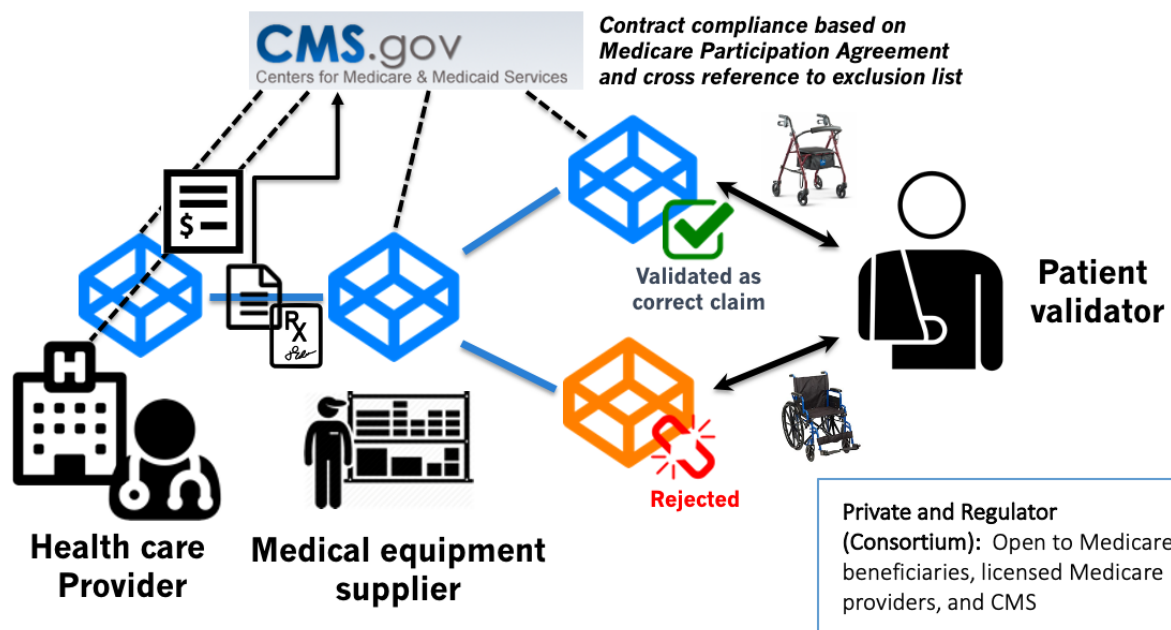 CMS.gov
Centers for Medicare & Medicaid Services
Contract compliance based on
Medicare Participation Agreement
and cross reference to exclusion list
$
Rx
H
Validated as
correct claim
Patient
validator
Rejected
Health care
Provider
Medical equipment
supplier
Private and Regulator
(Consortium): Open to Medicare
beneficiaries, licensed Medicare
providers, and CMS